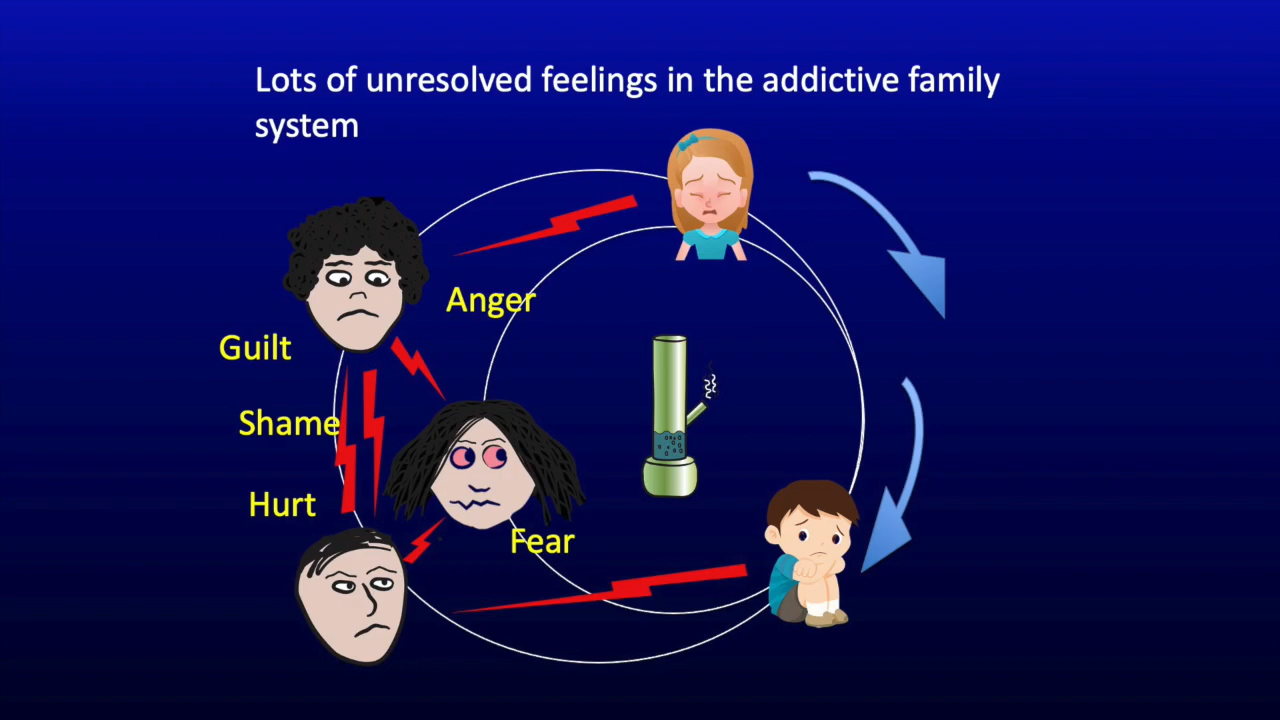 Lots of unresolved feelings in the addictive family
system
Anger
Guilt
Shame
Hurt
Fear